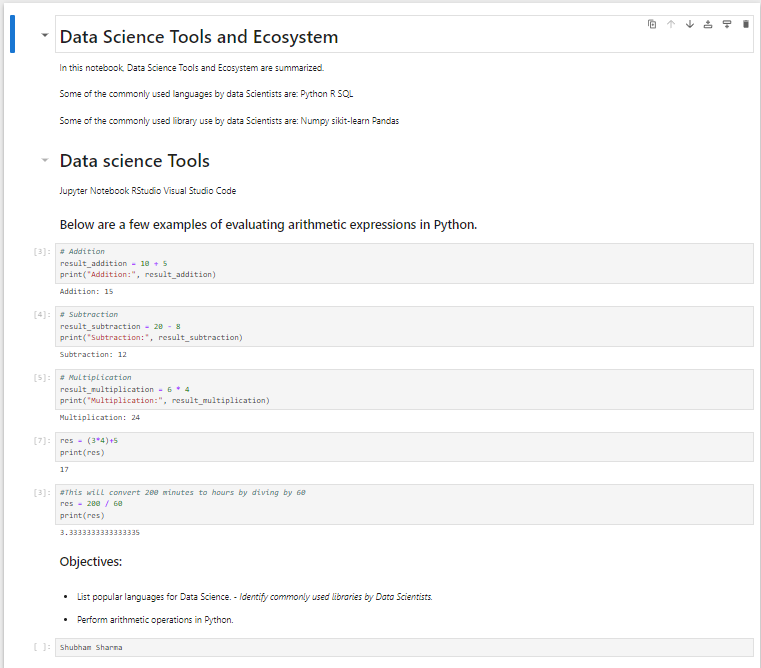 Data Science Tools and Ecosystem
In this notebook, Data Science Tools and Ecosystem are summarized.
Some of the commonly used languages by data Scientists are: Python R SQL
Some of the commonly used library use by data Scientists are: Numpy sikit-learn Pandas
Data science Tools
Jupyter Notebook RStudio Visual Studio Code
Below are a few examples of evaluating arithmetic expressions in Python.
[3]: # Addition
result_addition = 10 + 5
print("Addition:", result_addition)
Addition: 15
[4]: # Subtraction
result_subtraction = 20 - 8
print("Subtraction:", result_subtraction)
Subtraction: 12
[5]: # Multiplication
result_multiplication = 6 * 4
print("Multiplication:", result_multiplication)
Multiplication: 24
[7]: res = (3*4)+5
print(res)
17
[3]: #This will convert 200 minutes to hours by diving by 60
res = 200 / 60
print(res)
3.3333333333333335
Objectives:
• List popular languages for Data Science. - Identify commonly used libraries by Data Scientists.
• Perform arithmetic operations in Python.
[ ]: Shubham Sharma